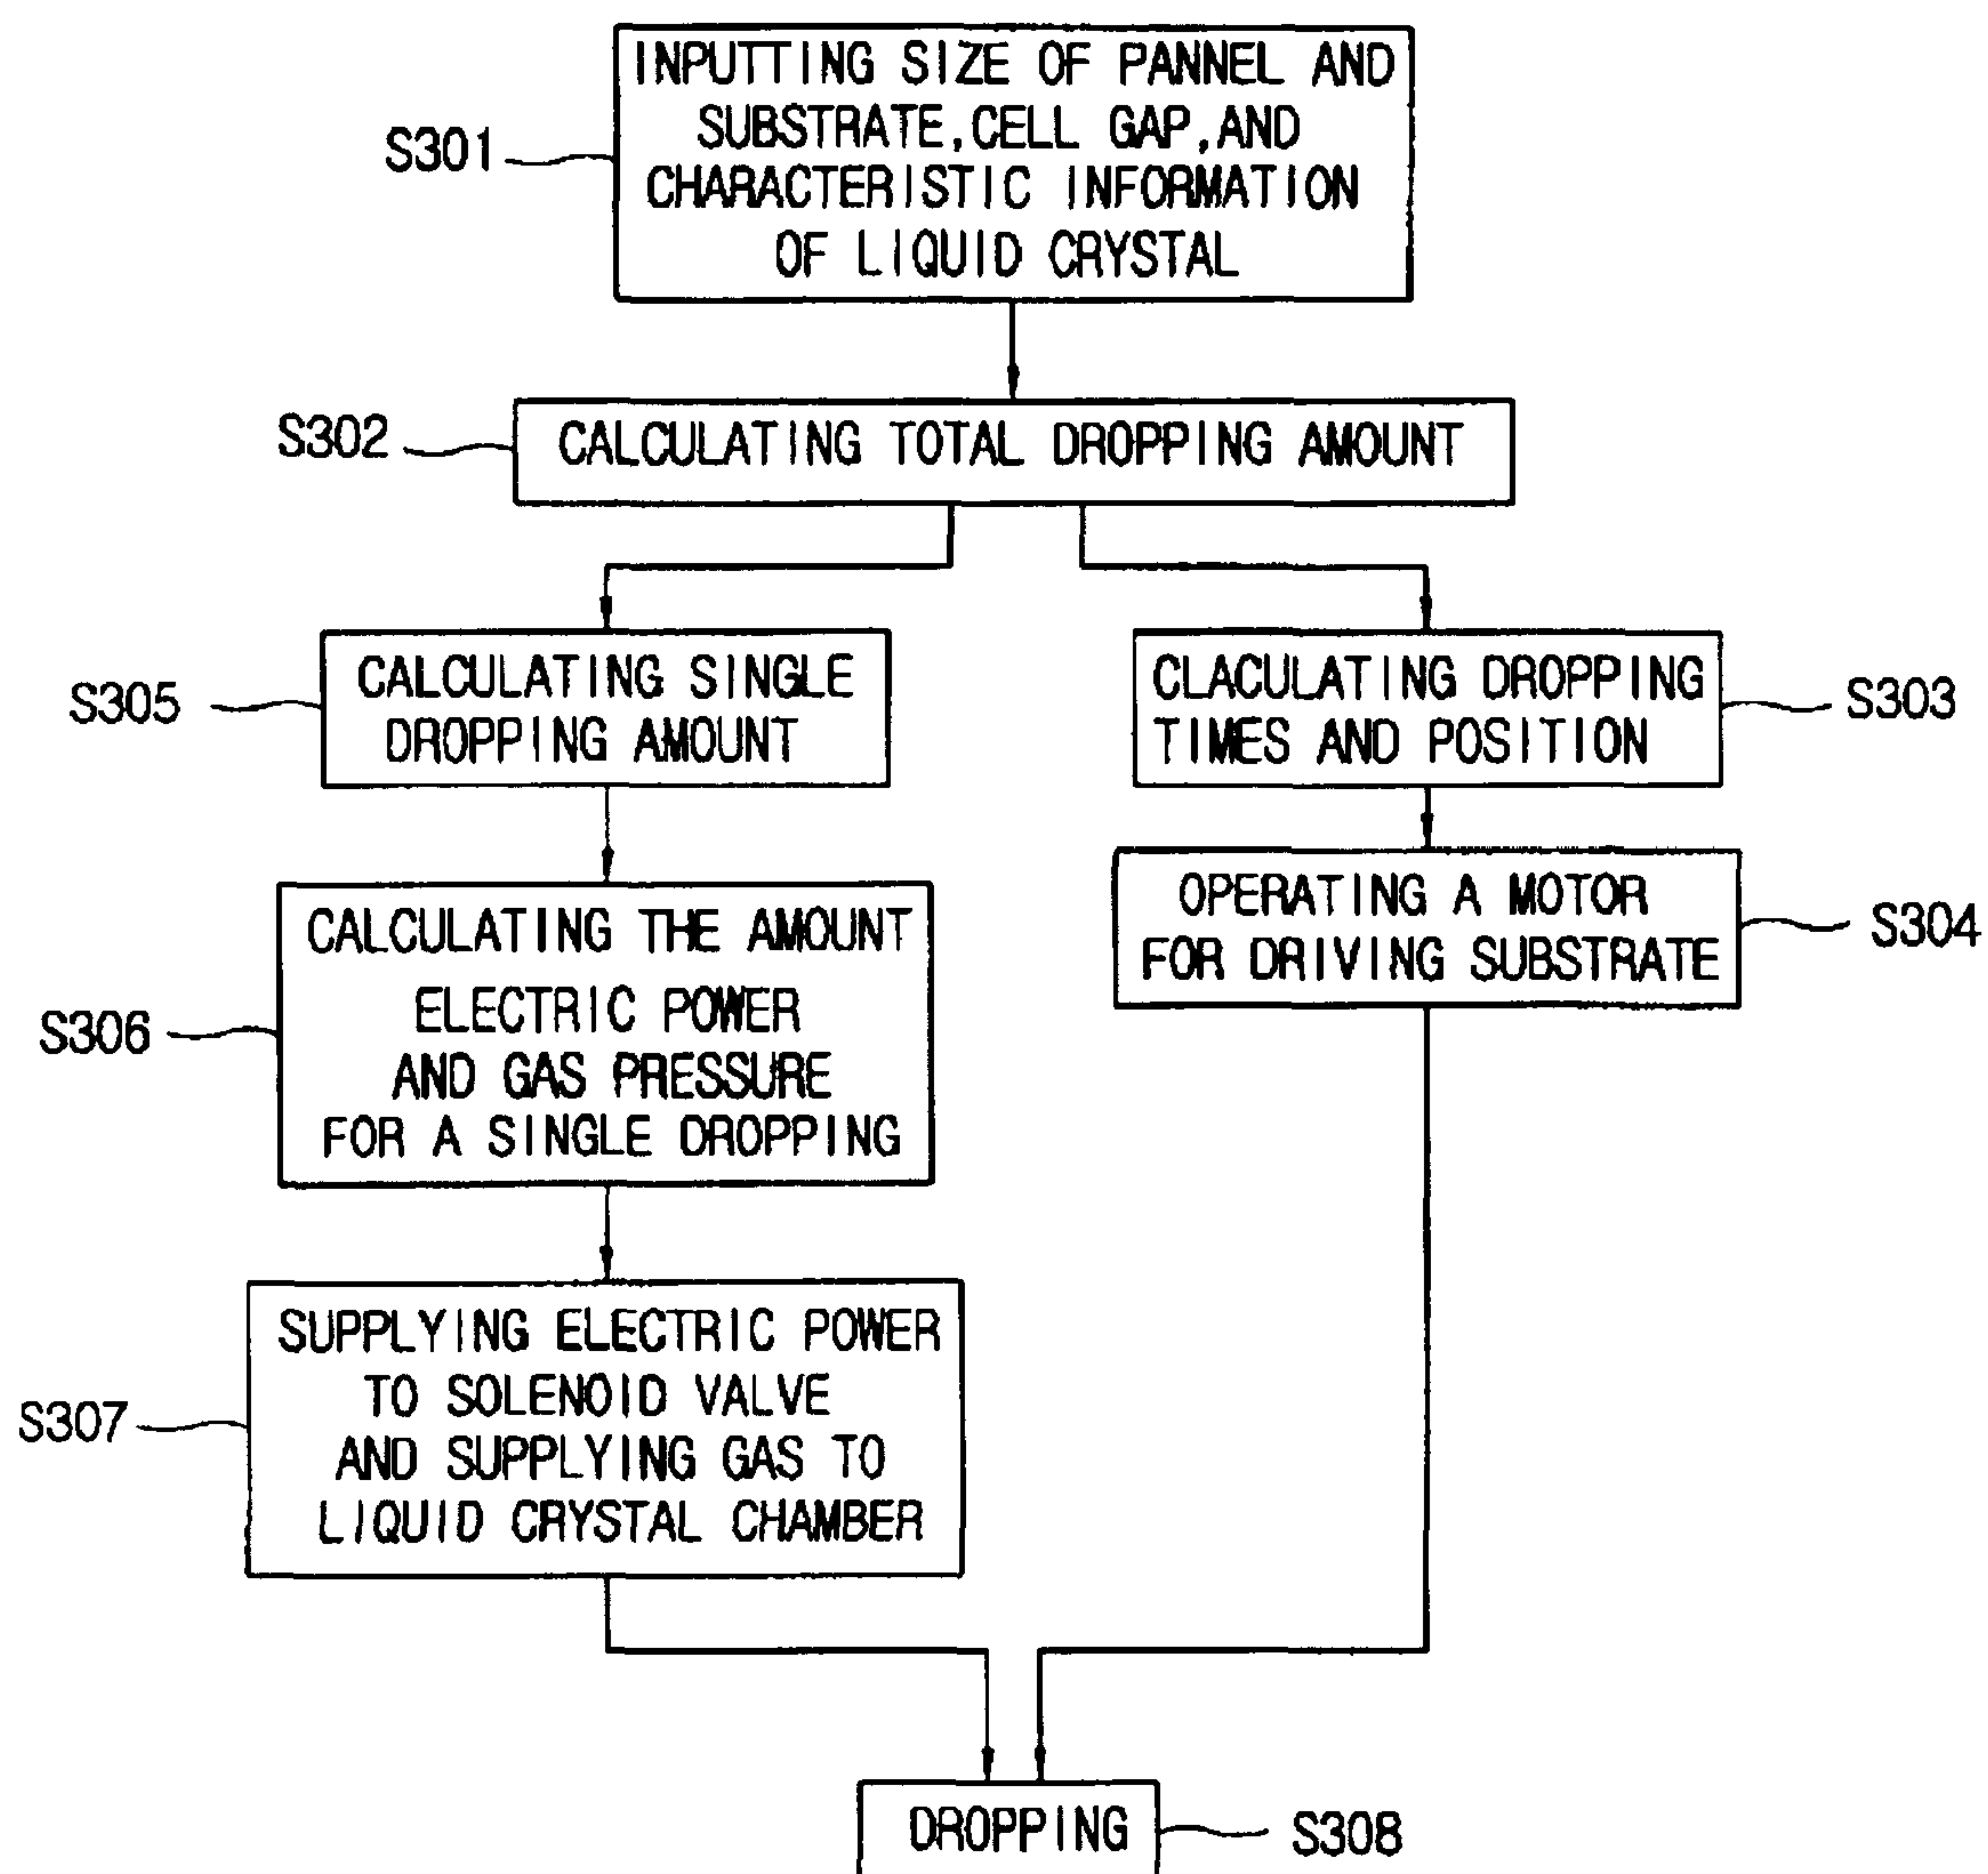 INPUTTING SIZE OF PANNEL AND
SUBSTRATE, CELL GAP, AND
CHARACTERISTIC INFORMATION
OF LIQUID CRYSTAL
S301
S302
CALCULATING TOTAL DROPPING AMOUNT
S305
CALCULATING SINGLE
DROPPING AMOUNT
CLACULATING DROPPING
TIMES AND POSITION
S303
OPERATING A MOTOR
FOR DRIVING SUBSTRATE
S304
S306
CALCULATING THE AMOUNT
ELECTRIC POWER
AND GAS PRESSURE
FOR A SINGLE DROPPING
S307
SUPPLYING ELECTRIC POWER
TO SOLENOID VALVE
AND SUPPLYING GAS TO
LIQUID CRYSTAL CHAMBER
DROPPING
S308